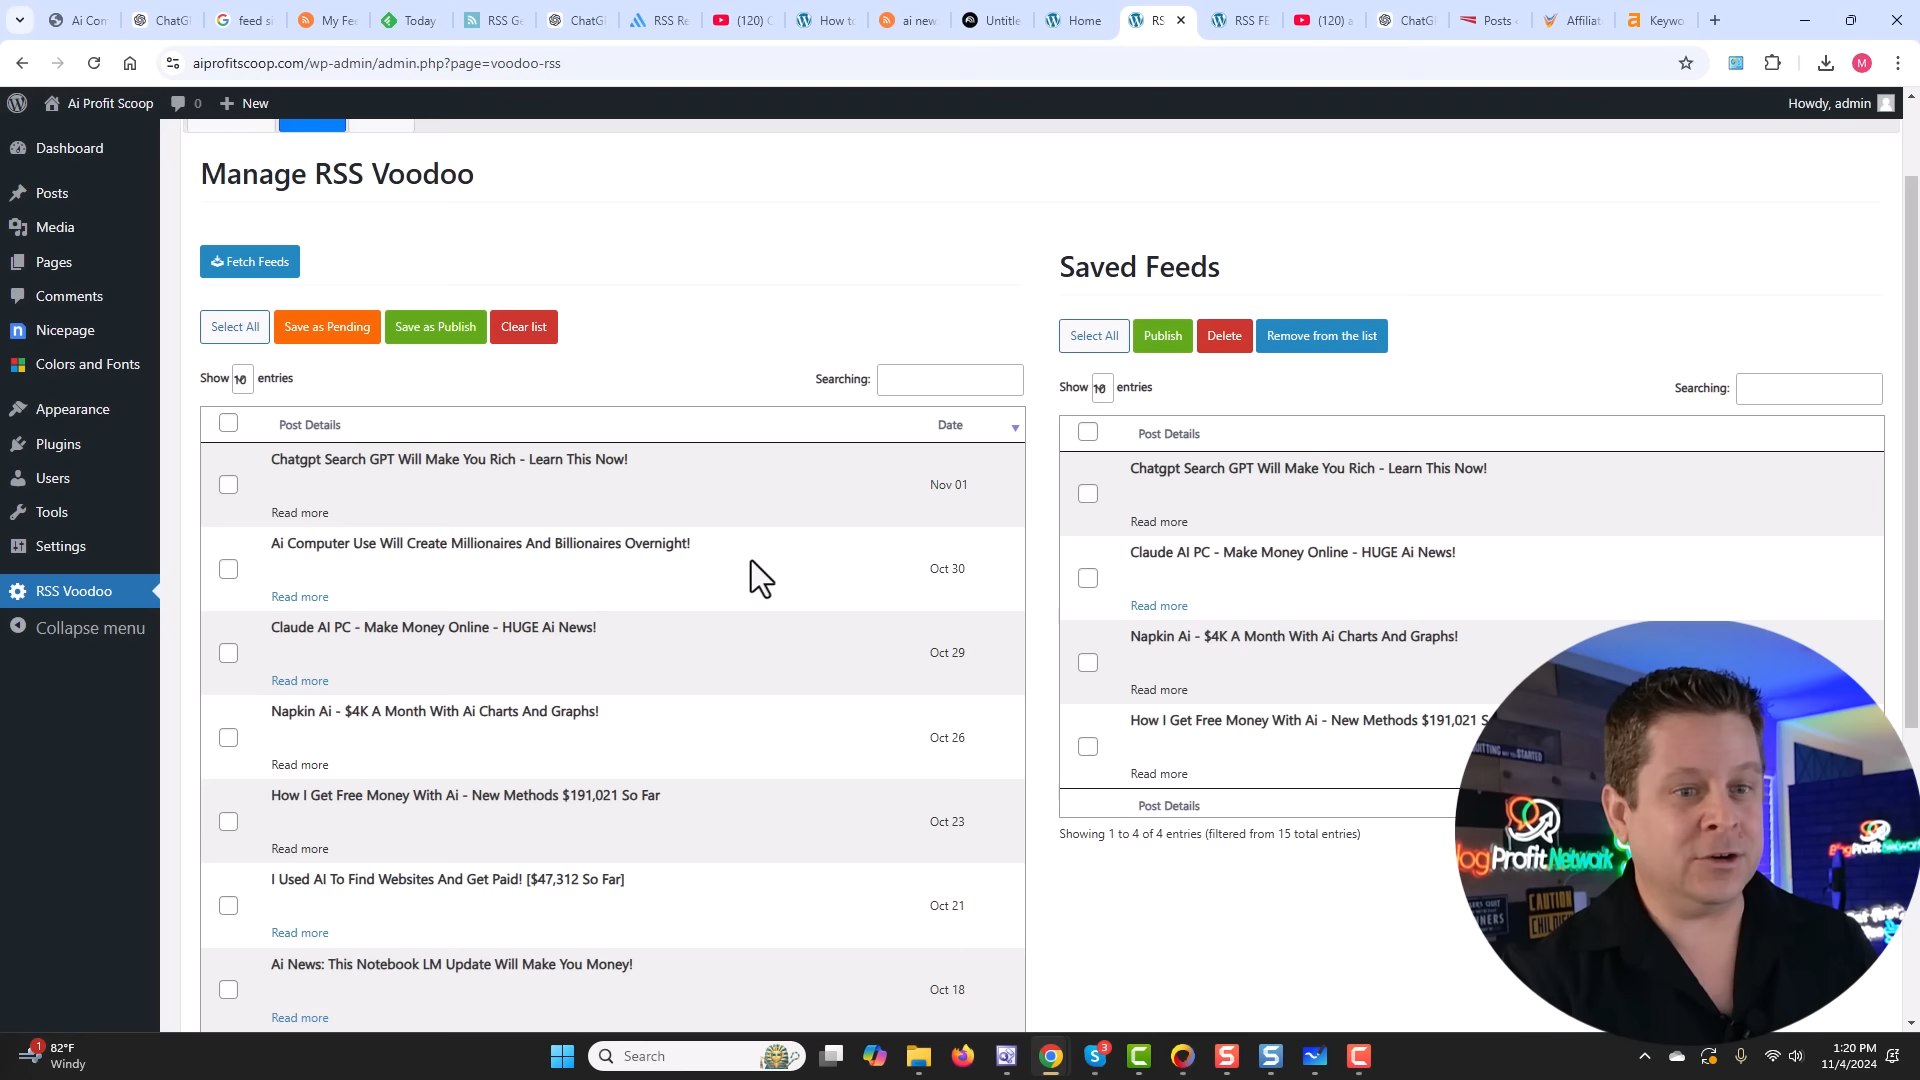 Ai Com
ChatG
feed si
My Fee
Today
RSS Ge
ChatG
RSS Re
(120) C
How to
ai new
Untitle
Home
RS
RSS FE
(120) a
ChatG
Posts
Affiliat
Keywo
aiprofitscoop.com/wp-admin/admin.php?page=voodoo-rss
M
Ai Profit Scoop
0
New
Howdy, admin
Dashboard
Posts
Media
Pages
Comments
Nicepage
Colors and Fonts
Appearance
Plugins
Users
Tools
Settings
RSS Voodoo
Collapse menu
Manage RSS Voodoo
Fetch Feeds
Select All
Save as Pending
Save as Publish
Clear list
Show 10 entries
Searching:
Post Details
Date
Chatgpt Search GPT Will Make You Rich - Learn This Now!
Nov 01
Read more
Ai Computer Use Will Create Millionaires And Billionaires Overnight!
Oct 30
Read more
Claude AI PC - Make Money Online - HUGE Ai News!
Oct 29
Read more
Napkin Ai - $4K A Month With Ai Charts And Graphs!
Oct 26
Read more
How I Get Free Money With Ai - New Methods $191,021 So Far
Oct 23
Read more
I Used AI To Find Websites And Get Paid! [$47,312 So Far]
Oct 21
Read more
Ai News: This Notebook LM Update Will Make You Money!
Oct 18
Read more
Saved Feeds
Select All
Publish
Delete
Remove from the list
Show 10 entries
Searching:
Post Details
Chatgpt Search GPT Will Make You Rich - Learn This Now!
Read more
Claude AI PC - Make Money Online - HUGE Ai News!
Read more
Napkin Ai - $4K A Month With Ai Charts And Graphs!
Read more
How I Get Free Money With Ai - New Methods $191,021 S
Read more
Post Details
Showing 1 to 4 of 4 entries (filtered from 15 total entries)
logProfitNetwork
CAUTION
1
82°F
Windy
Search
3
1:20 PM
11/4/2024